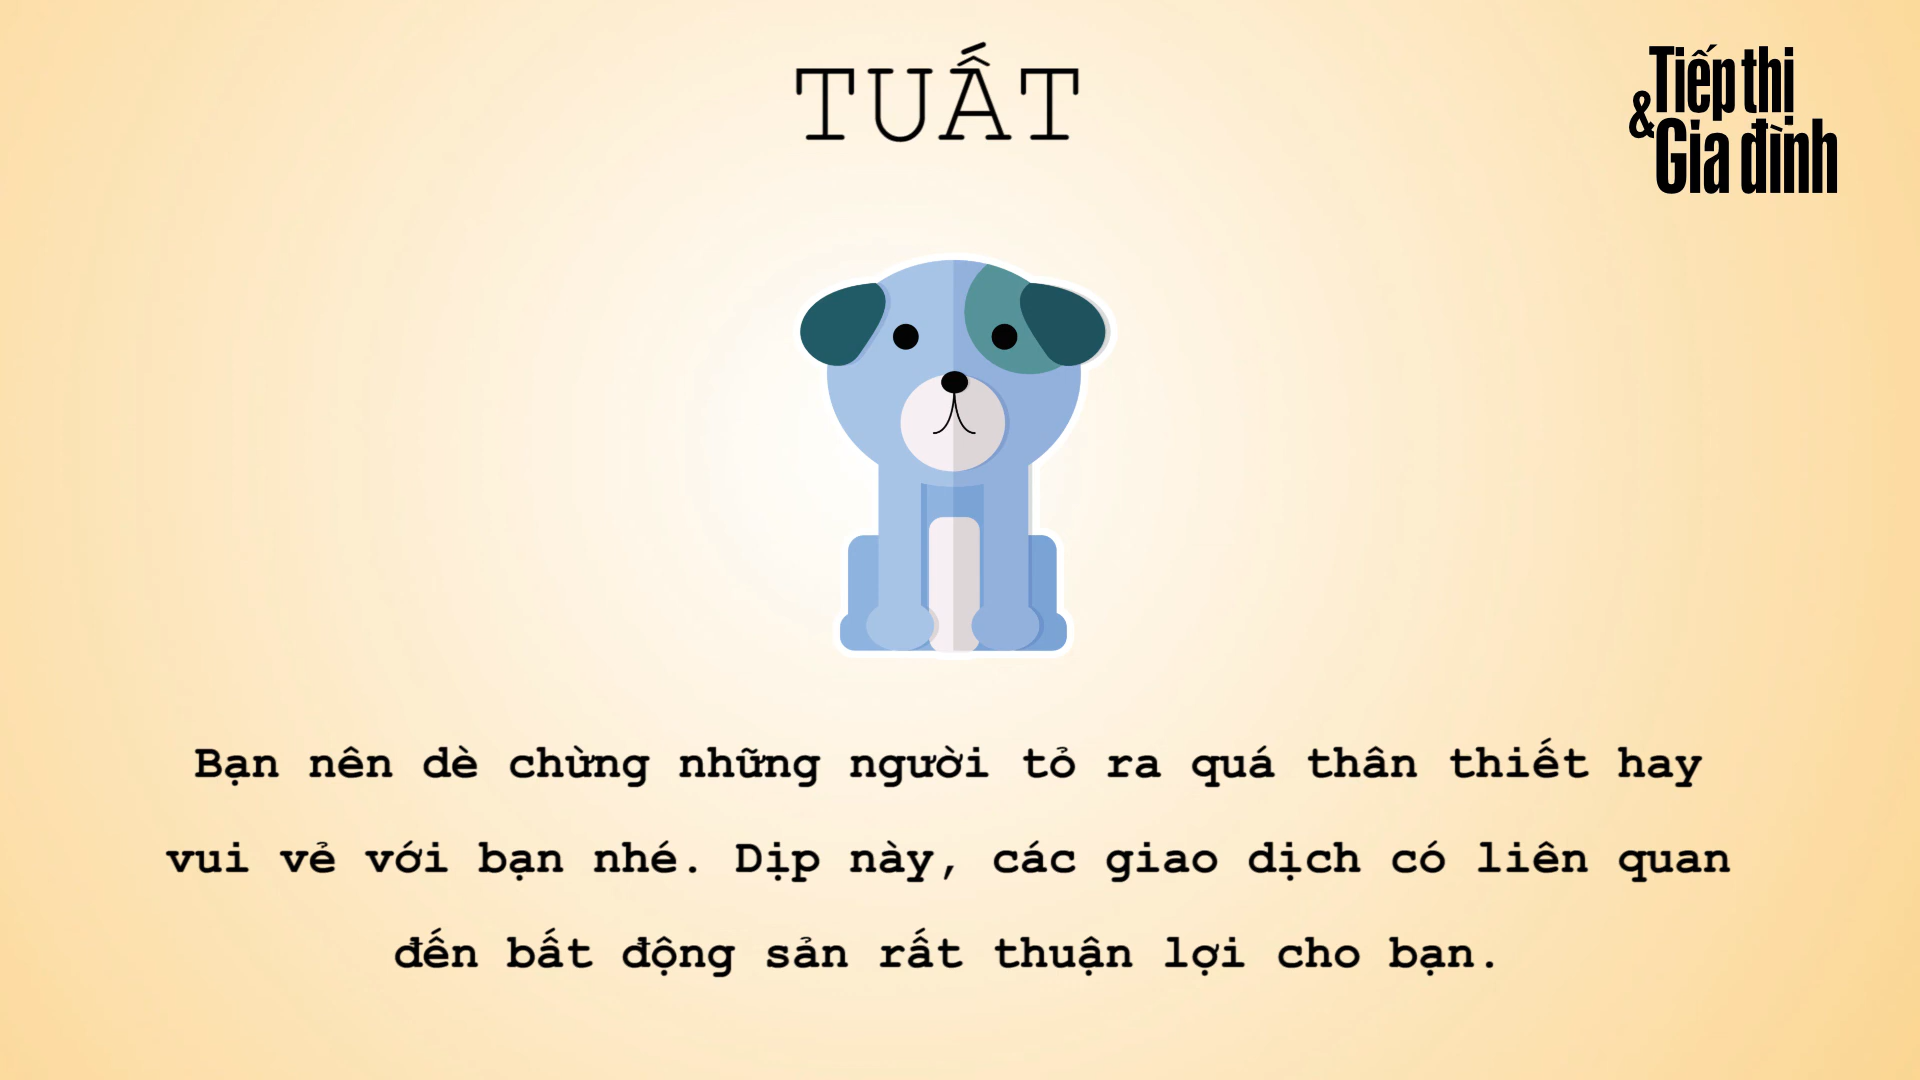 TUẤT
Tiếp thị
& Gia đình
Bạn nên dè chừng những người tỏ ra quá thân thiết hay
vui vẻ với bạn nhé. Dịp này, các giao dịch có liên quan
đến bất động sản rất thuận lợi cho bạn.